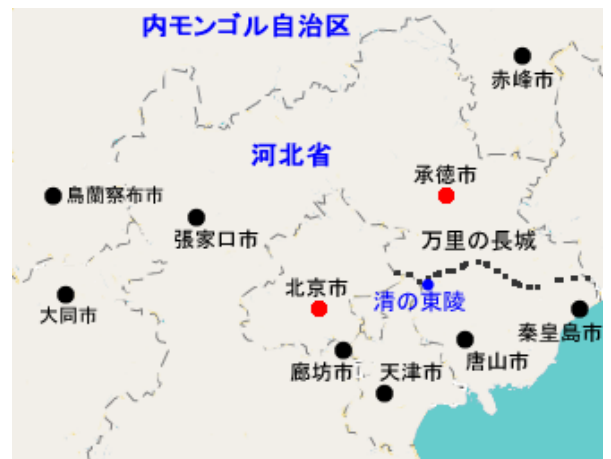 内モンゴル自治区
赤峰市
河北省
承徳市
烏蘭察布市
張家口市
万里の長城
北京市
清の東陵
大同市
秦皇島市
廊坊市
天津市
唐山市